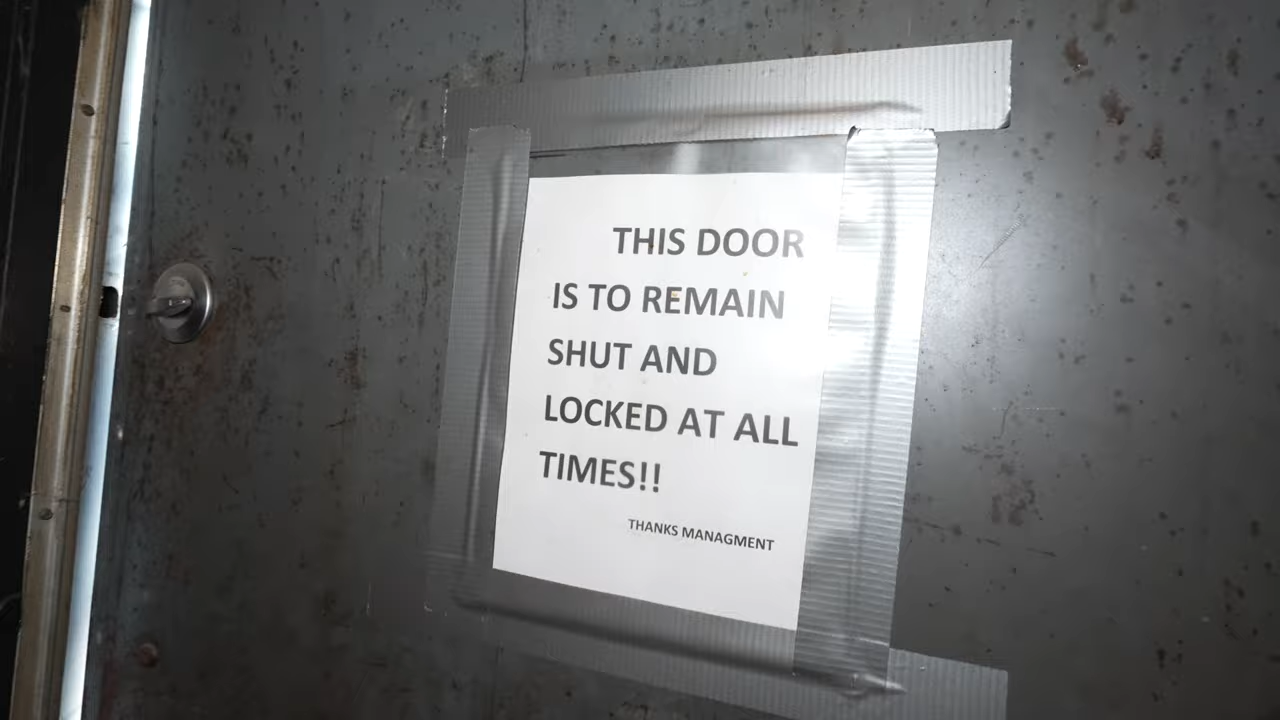 THIS DOOR
IS TO REMAIN
SHUT AND
LOCKED AT ALL
TIMES!!
THANKS MANAGMENT